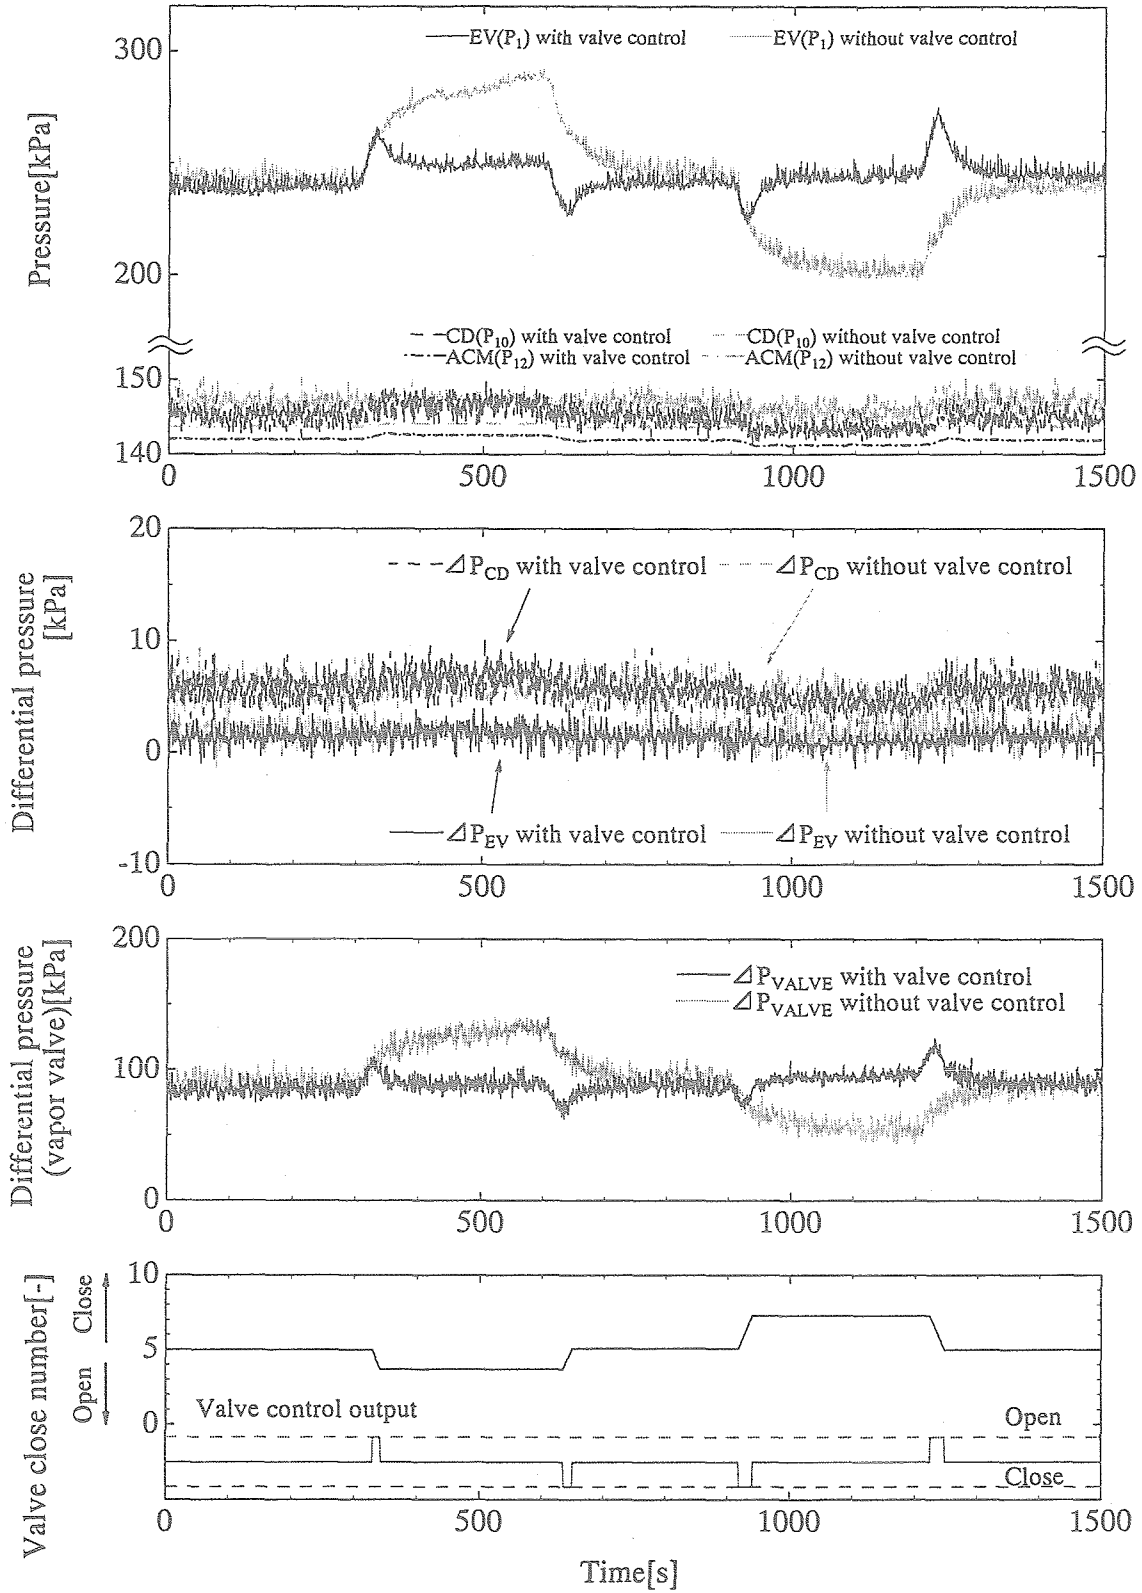 EV(P1) with valve control EV(P1) without valve control
300
200
Pressure[kPa]
CD(P10) with valve control CD(P10) without valve control
ACM(P12) with valve control ACM(P12) without valve control
150
140
0 500 1000 1500
20
10
0
-10
Differential pressure
[kPa]
⊿PCD with valve control ⊿PCD without valve control
⊿PEV with valve control ⊿PEV without valve control
0 500 1000 1500
200
100
0
Differential pressure
(vapor valve)[kPa]
⊿PVALVE with valve control
⊿PVALVE without valve control
0 500 1000 1500
10
5
0
Valve close number[-]
Close
Open
Valve control output
Open
Close
0 500 1000 1500
Time[s]